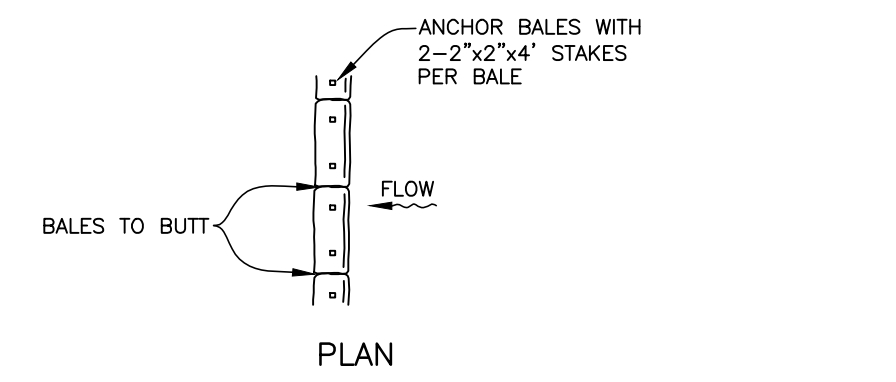 ANCHOR BALES WITH
2-2"x2"x4' STAKES
PER BALE
FLOW
BALES TO BUTT
PLAN